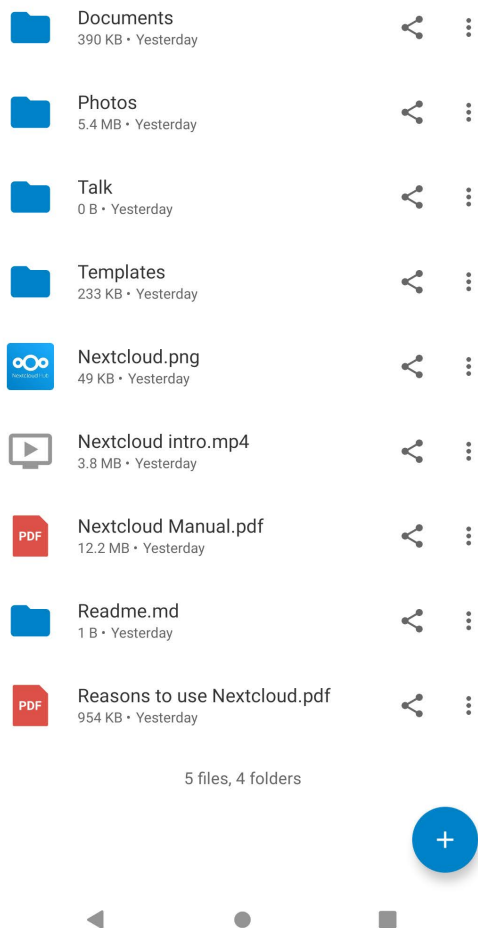 Documents
390 KB • Yesterday
Photos
5.4 MB • Yesterday
Talk
0 B • Yesterday
Templates
233 KB • Yesterday
Nextcloud.png
49 KB • Yesterday
Nextcloud Hub
Nextcloud intro.mp4
3.8 MB • Yesterday
PDF
Nextcloud Manual.pdf
12.2 MB • Yesterday
Readme.md
1 B • Yesterday
PDF
Reasons to use Nextcloud.pdf
954 KB • Yesterday
5 files, 4 folders